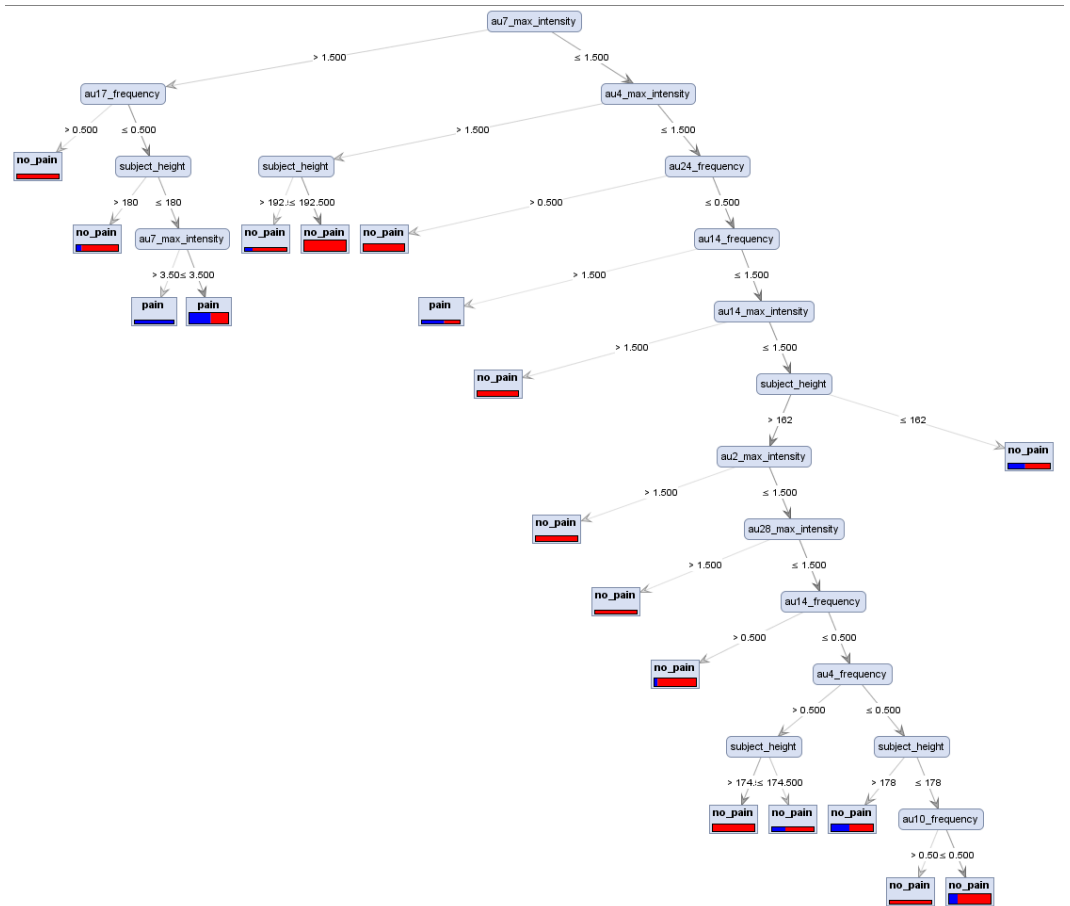 au7_max_intensity
> 1.500
≤ 1.500
au17_frequency
au4_max_intensity
> 0.500
≤ 0.500
> 1.500
≤ 1.500
no_pain
subject_height
subject_height
au24_frequency
> 180
≤ 180
> 192.
≤ 192.500
> 0.500
≤ 0.500
no_pain
au7_max_intensity
no_pain
no_pain
no_pain
au14_frequency
> 3.50
≤ 3.500
> 1.500
≤ 1.500
pain
pain
pain
au14_max_intensity
> 1.500
≤ 1.500
no_pain
subject_height
> 162
≤ 162
au2_max_intensity
no_pain
> 1.500
≤ 1.500
no_pain
au28_max_intensity
> 1.500
≤ 1.500
no_pain
au14_frequency
> 0.500
≤ 0.500
no_pain
au4_frequency
> 0.500
≤ 0.500
subject_height
subject_height
> 174.
≤ 174.500
> 178
≤ 178
no_pain
no_pain
no_pain
au10_frequency
> 0.50
≤ 0.500
no_pain
no_pain